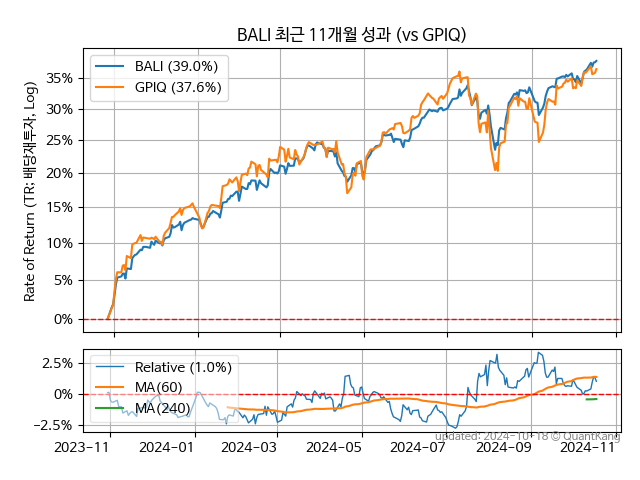 BALI 최근 11개월 성과 (vs GPIQ)
Rate of Return (TR: 배당재투자, Log)
35%
30%
25%
20%
15%
10%
5%
0%
BALI (39.0%)
GPIQ (37.6%)
2.5%
0%
−2.5%
Relative (1.0%)
MA(60)
MA(240)
2023-11
2024-01
2024-03
2024-05
2024-07
2024-09
2024-11
updated: 2024-10-18 © QuantKang